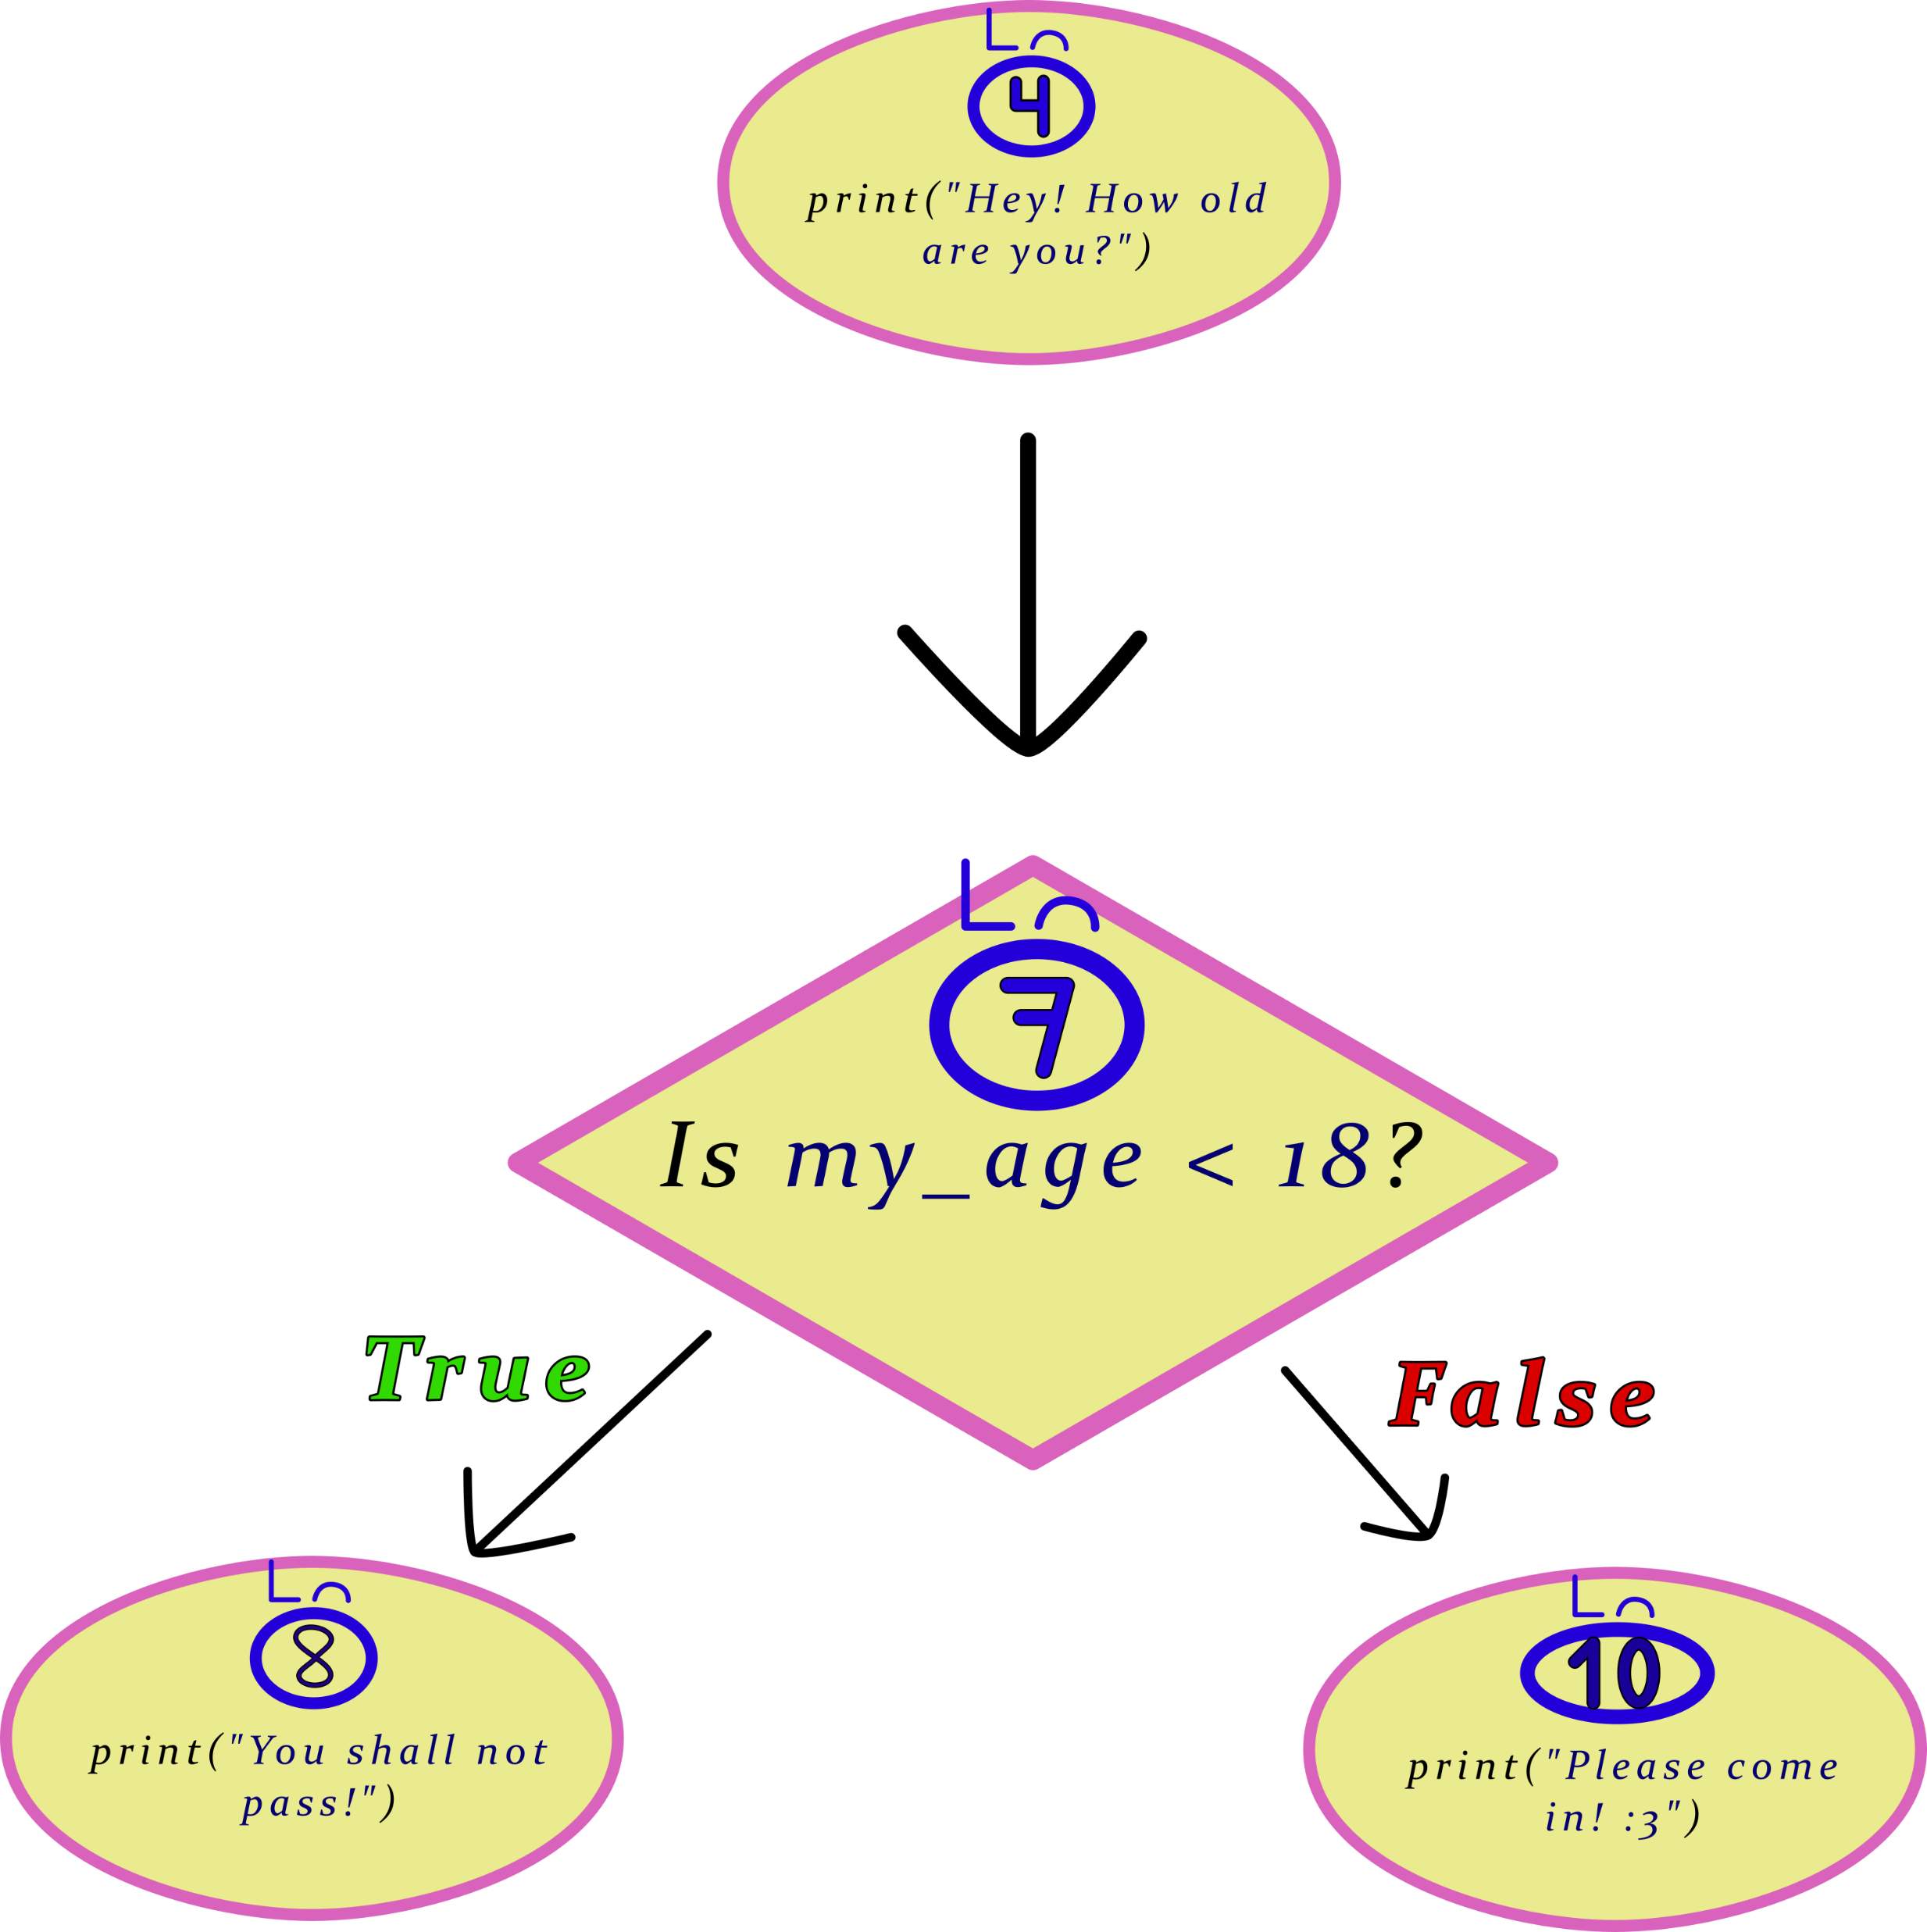 Ln
4
print("Hey! How old
are you?")
Ln
7
Is my_age < 18?
True
False
Ln
8
print("You shall not
pass!")
Ln
10
print("Please come
in! :3")